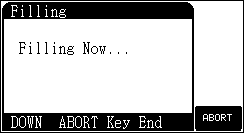 Filling
Filling Now...
DOWN ABORT Key End
ABORT